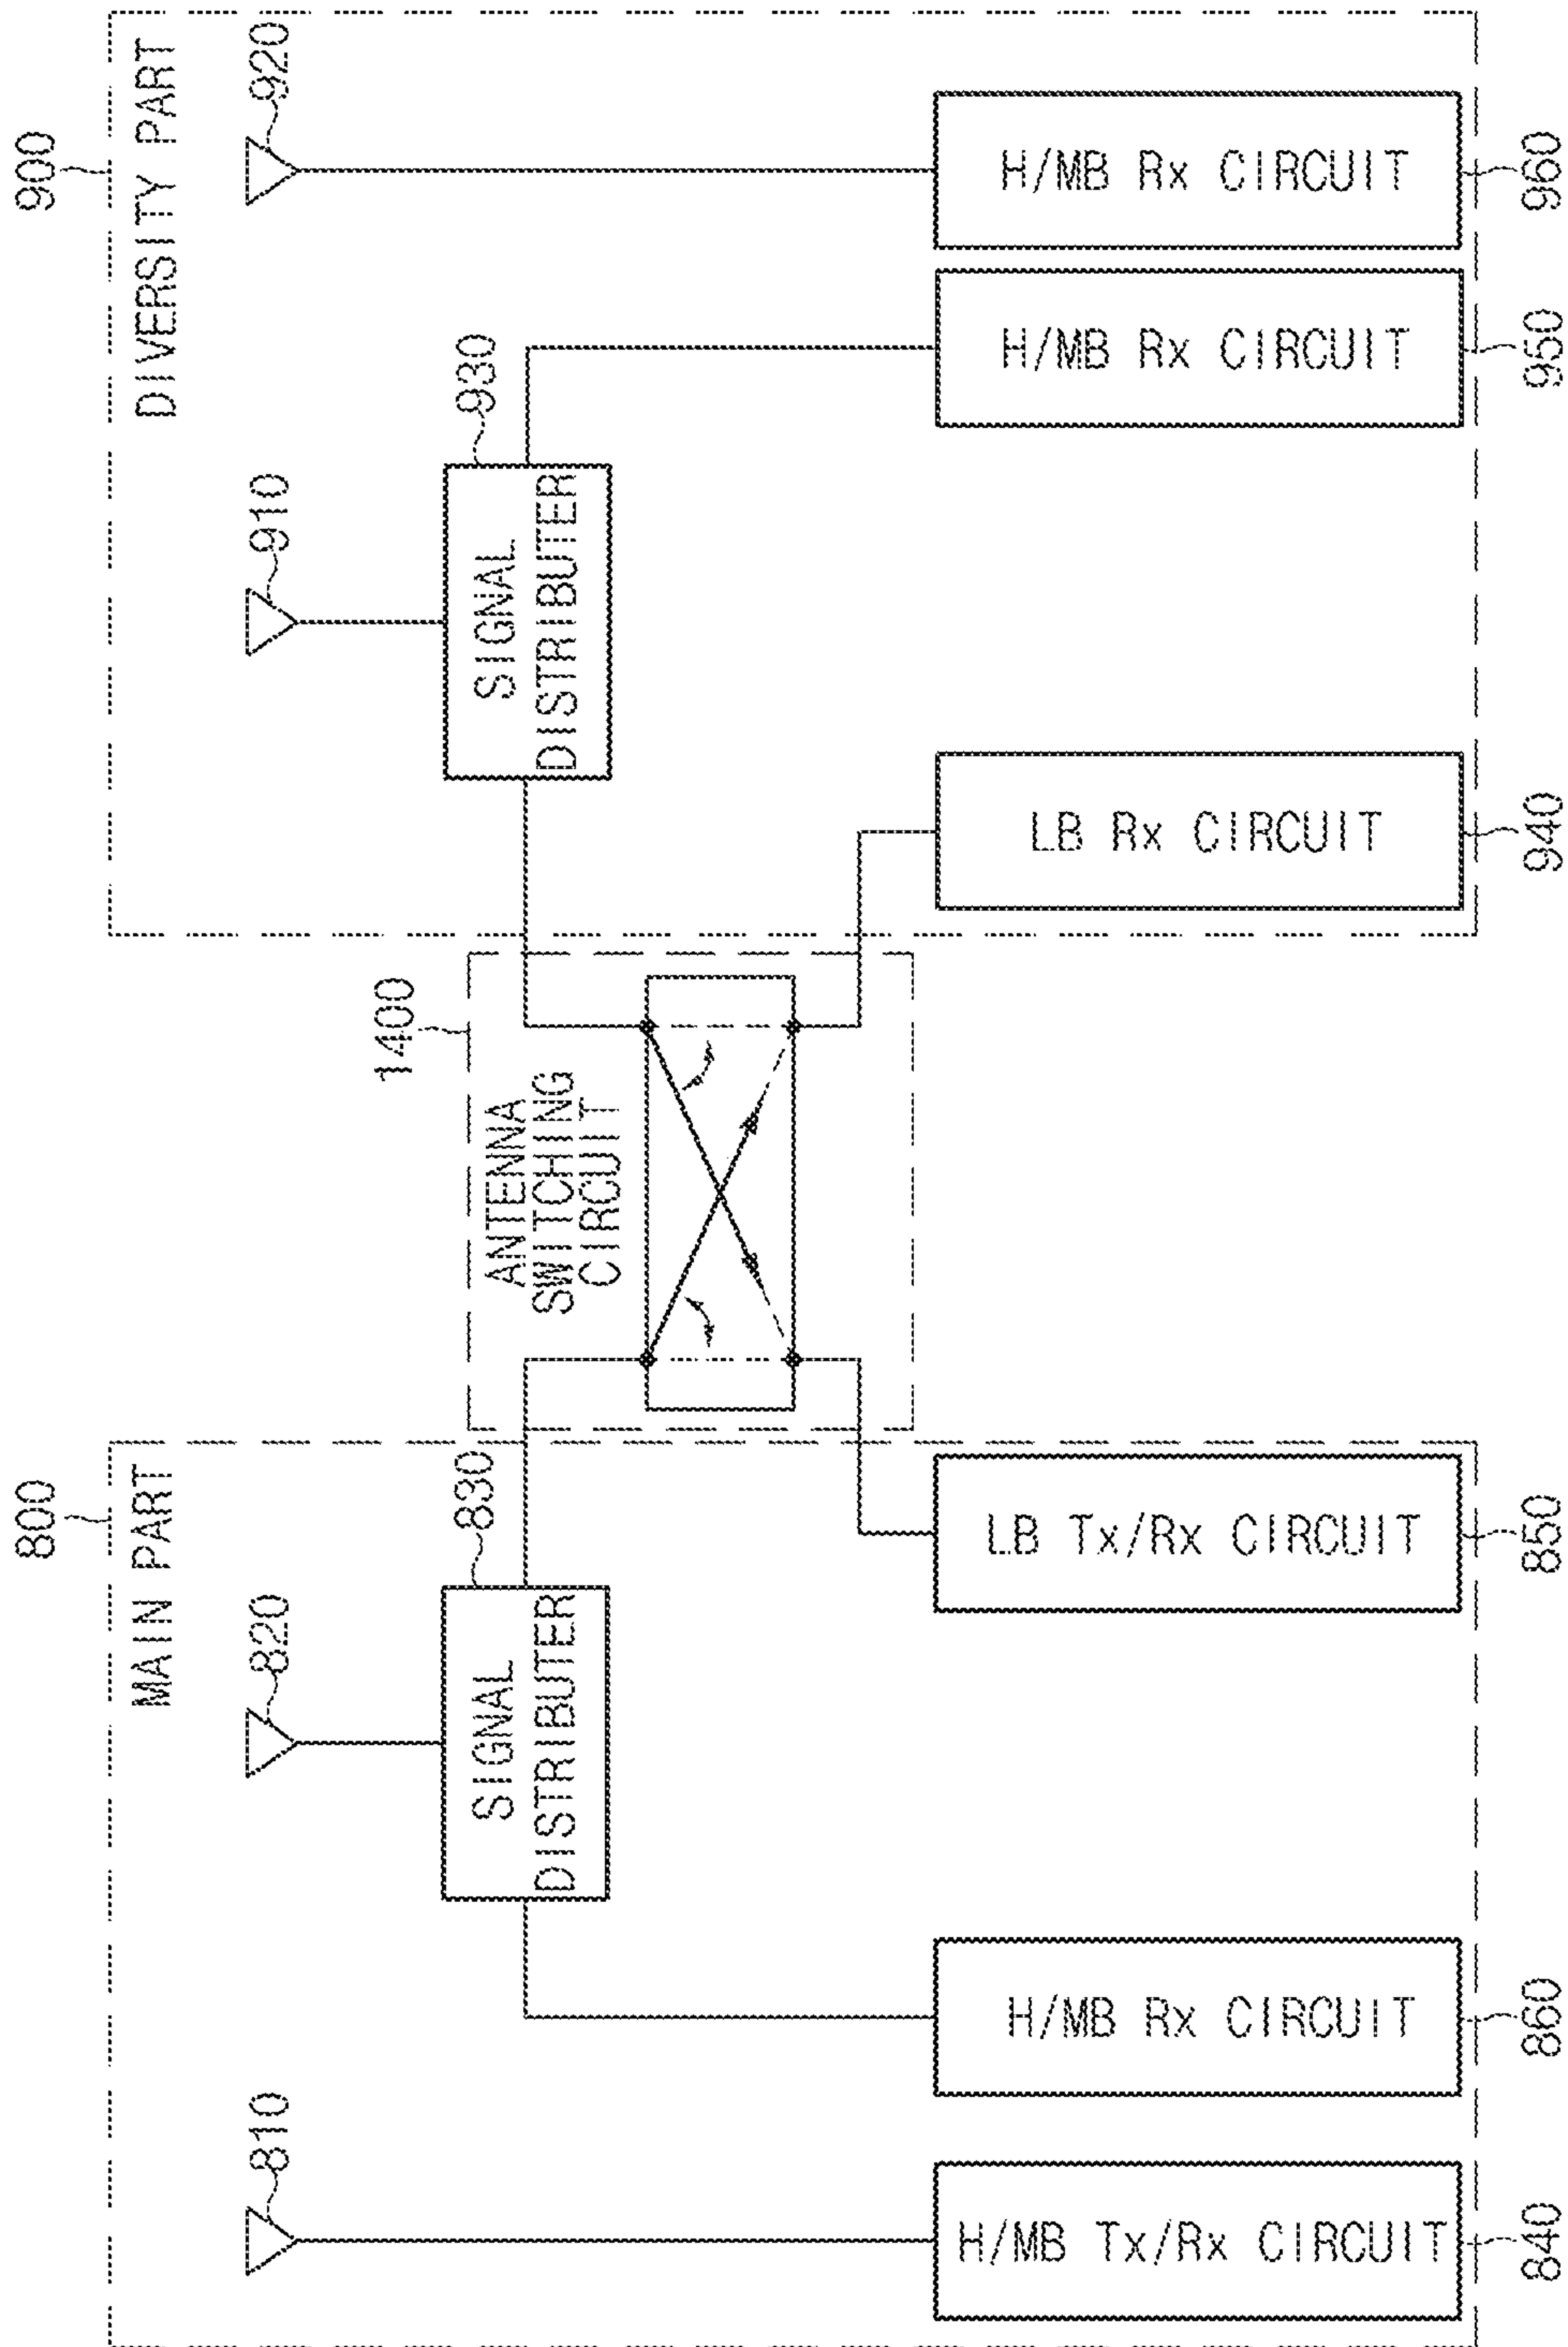 800
MAIN PART
810
820
SIGNAL
DISTRIBUTER
830
H/MB Tx/Rx CIRCUIT
840
H/MB Rx CIRCUIT
860
LB Tx/Rx CIRCUIT
850
1400
ANTENNA
SWITCHING
CIRCUIT
900
DIVERSITY PART
910
920
SIGNAL
DISTRIBUTER
930
LB Rx CIRCUIT
940
H/MB Rx CIRCUIT
950
H/MB Rx CIRCUIT
960